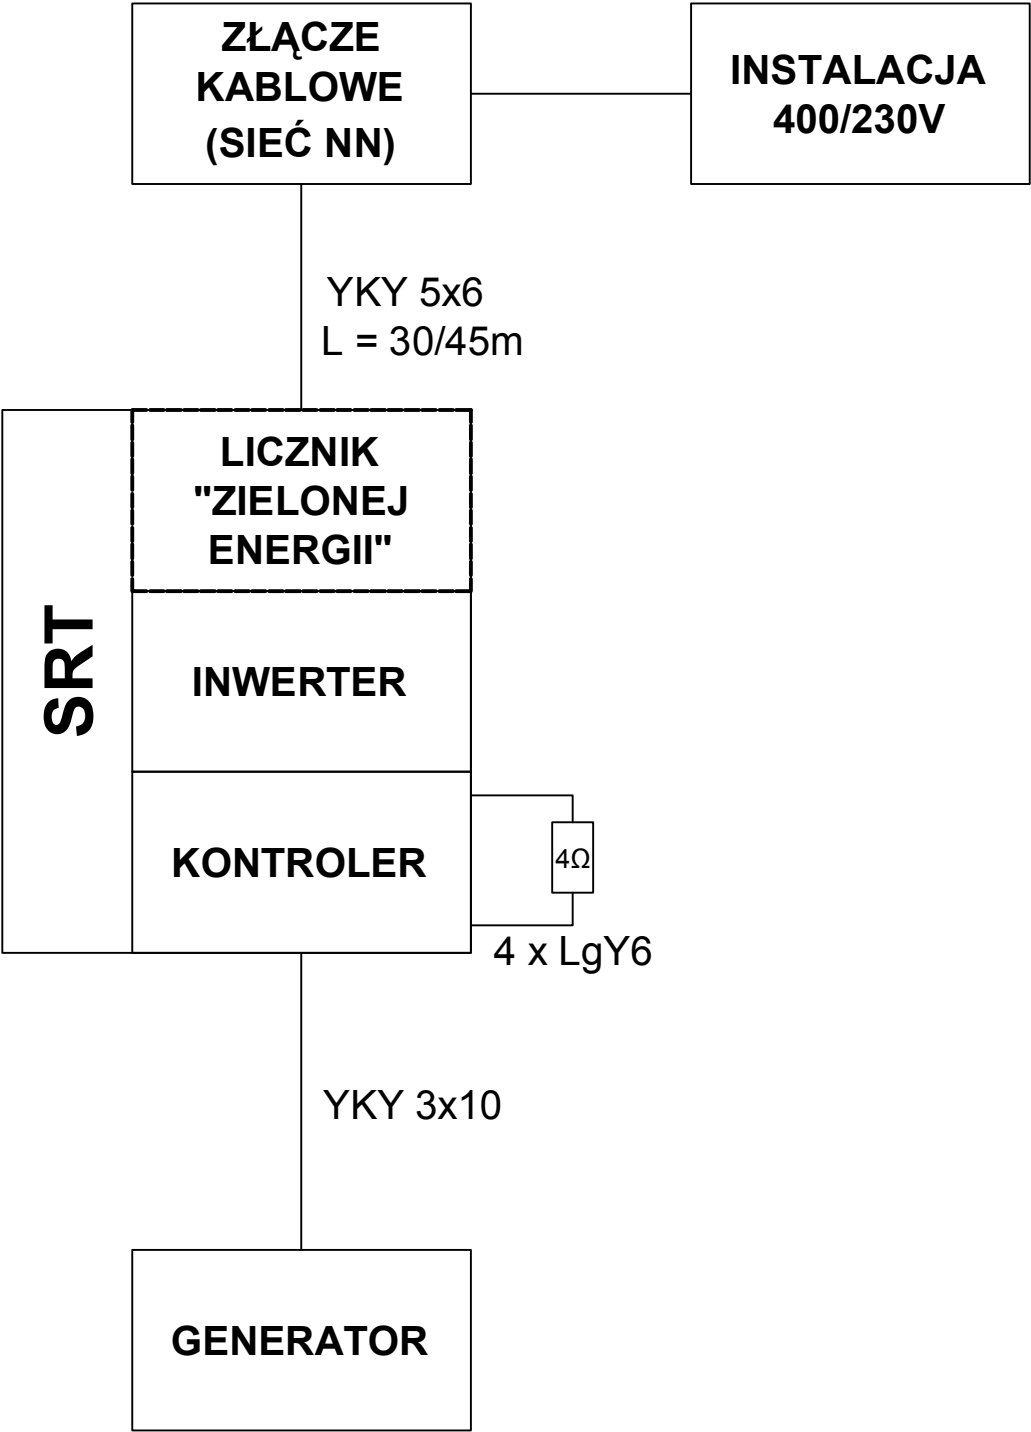 ZŁĄCZE
KABLOWE
(SIEĆ NN)
INSTALACJA
400/230V
YKY 5x6
L = 30/45m
SRT
LICZNIK
"ZIELONEJ
ENERGII"
INWERTER
KONTROLER
4Ω
4 x LgY6
YKY 3x10
GENERATOR